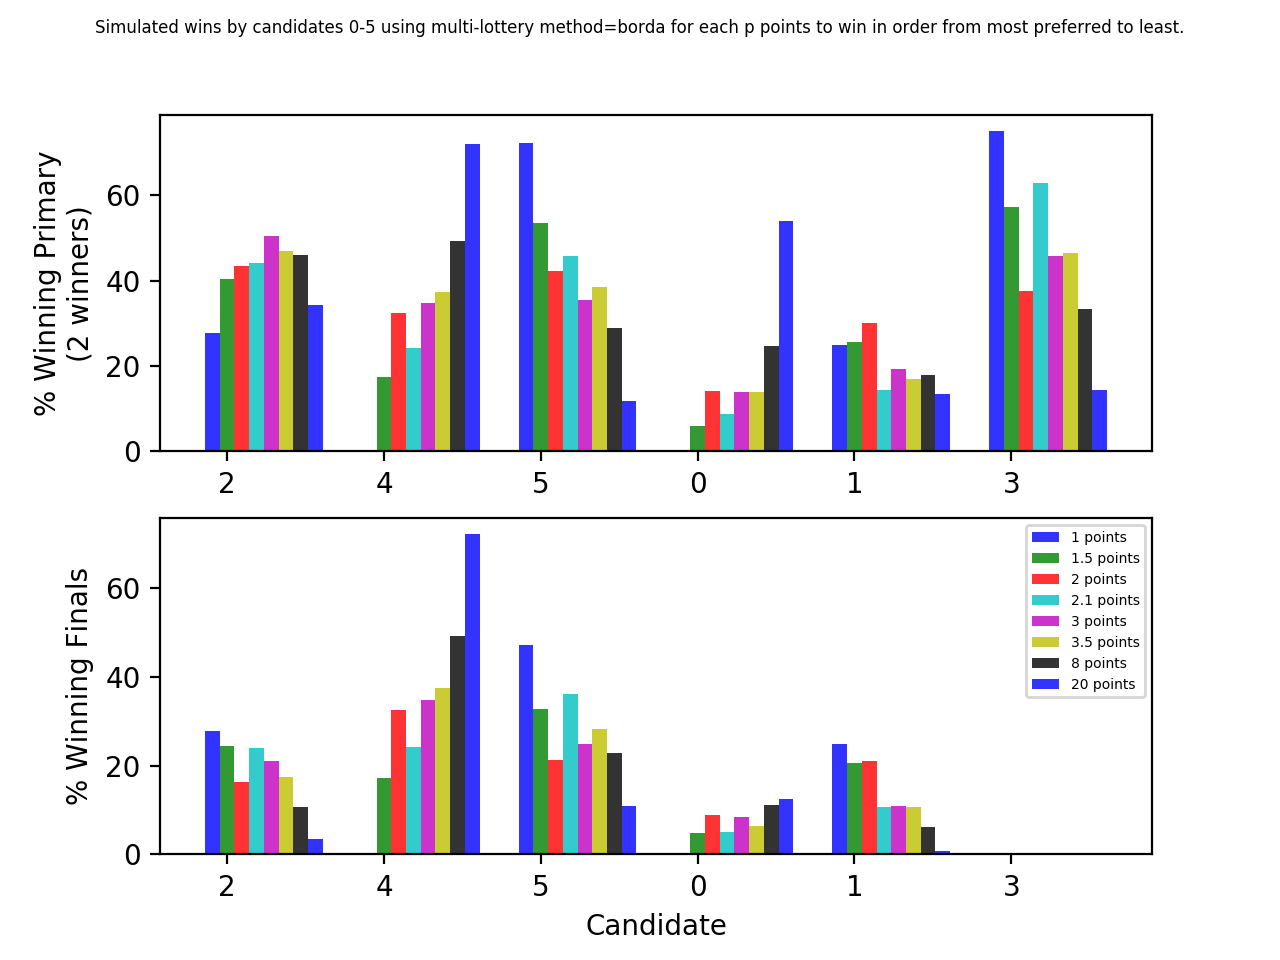 Simulated wins by candidates 0-5 using multi-lottery method=borda for each p points to win in order from most preferred to least.
% Winning Primary
(2 winners)
60
40
20
0
2 4 5 0 1 3
% Winning Finals
60
40
20
0
1 points
1.5 points
2 points
2.1 points
3 points
3.5 points
8 points
20 points
2 4 5 0 1 3
Candidate